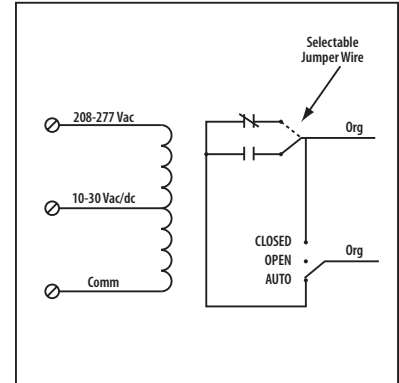 Selectable
Jumper Wire
208-277 Vac
Org
10-30 Vac/dc
CLOSED
OPEN
Org
AUTO
Comm